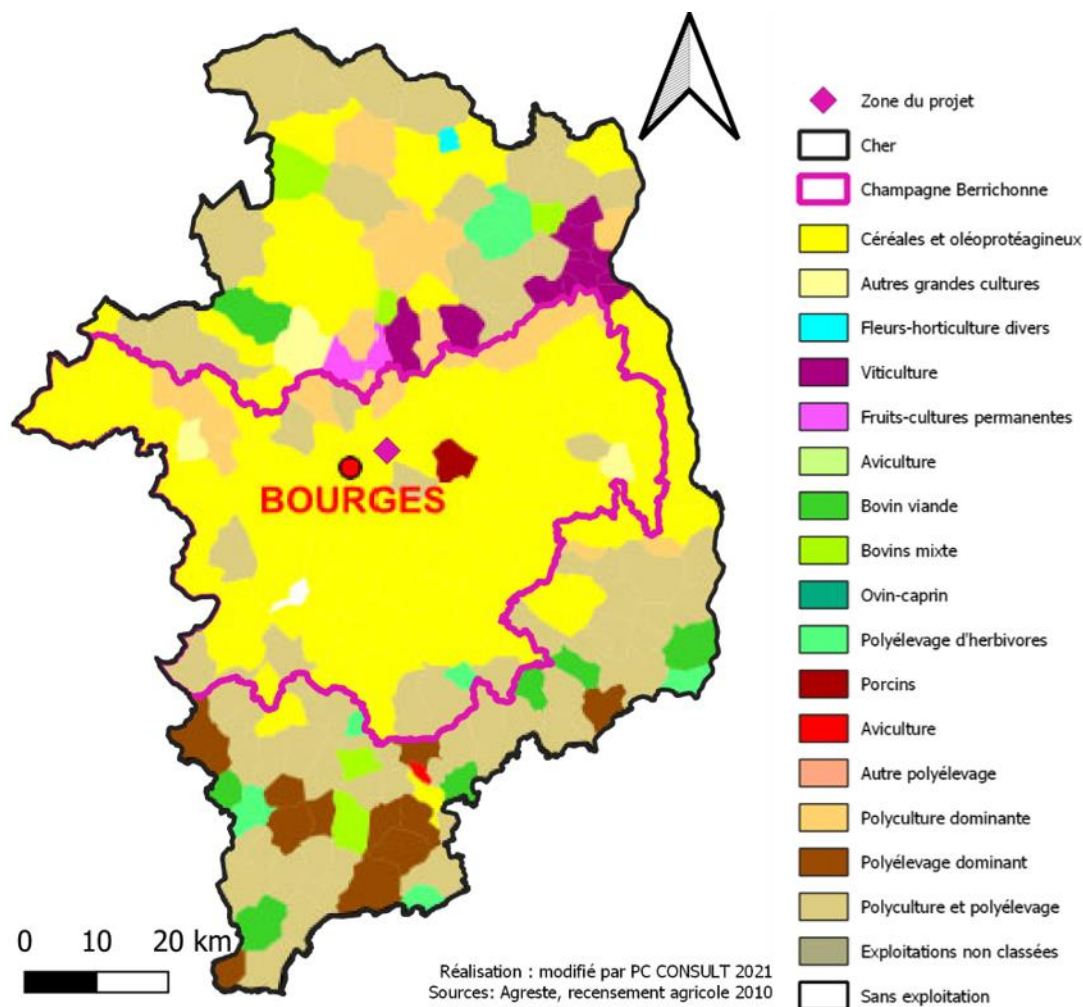 Zone du projet
Cher
Champagne Berrichonne
Céréales et oléoprotéagineux
Autres grandes cultures
Fleurs-horticulture divers
Viticulture
Fruits-cultures permanentes
Aviculture
Bovin viande
Bovins mixte
Ovin-caprin
Polyélevage d'herbivores
Porcins
Aviculture
Autre polyélevage
Polyculture dominante
Polyélevage dominant
Polyculture et polyélevage
Exploitations non classées
Sans exploitation
BOURGES
0 10 20 km
Réalisation : modifié par PC CONSULT 2021
Sources: Agreste, recensement agricole 2010